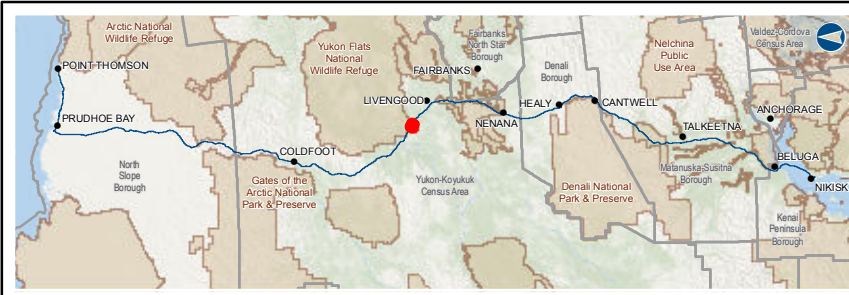 Arctic National
Wildlife Refuge
POINT THOMSON
PRUDHOE BAY
North
Slope
Borough
COLDFOOT
Gates of the
Arctic National
Park & Preserve
Yukon Flats
National
Wildlife Refuge
LIVENGOOD
FAIRBANKS
Fairbanks
North Star
Borough
NENANA
Yukon-Koyukuk
Census Area
Denali
Borough
HEALY
CANTWELL
Denali National
Park & Preserve
Nelchina
Public
Use Area
TALKEETNA
Matanuska-Susitna
Borough
Valdez-Cordova
Census Area
ANCHORAGE
BELUGA
NIKISK
Kenai
Peninsula
Borough